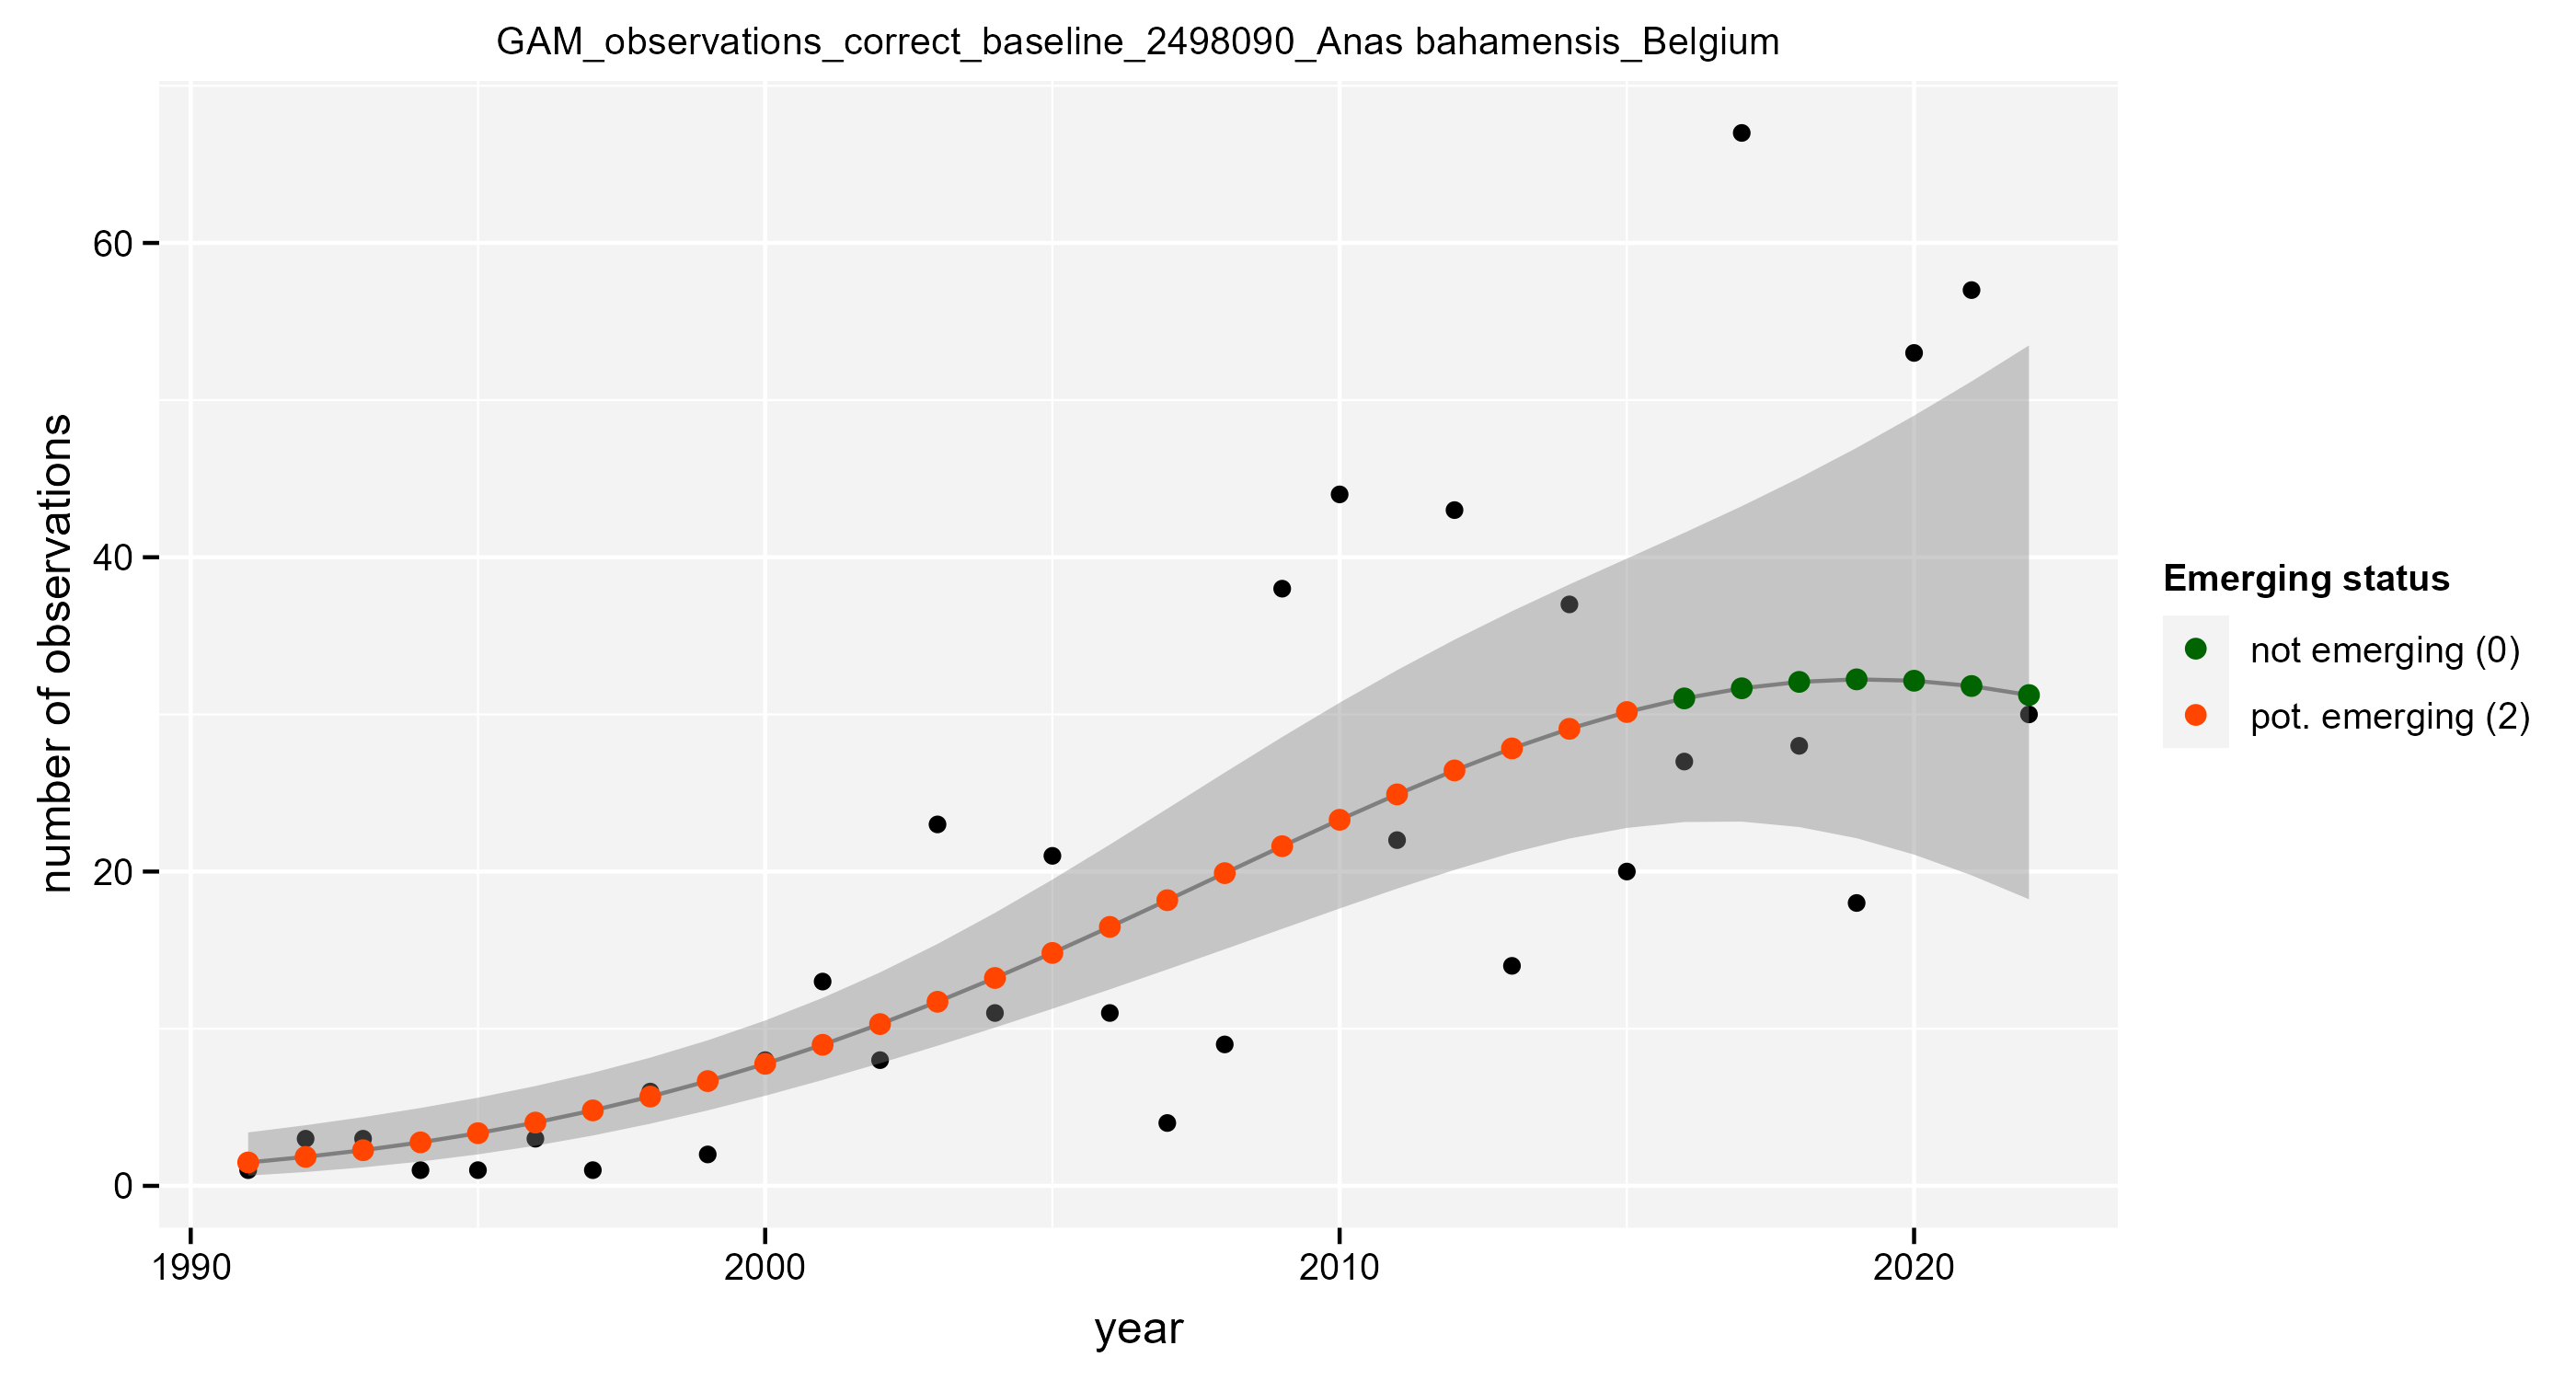 GAM_observations_correct_baseline_2498090_Anas bahamensis_Belgium
number of observations
60
40
20
0
1990
2000
2010
2020
year
Emerging status
not emerging (0)
pot. emerging (2)